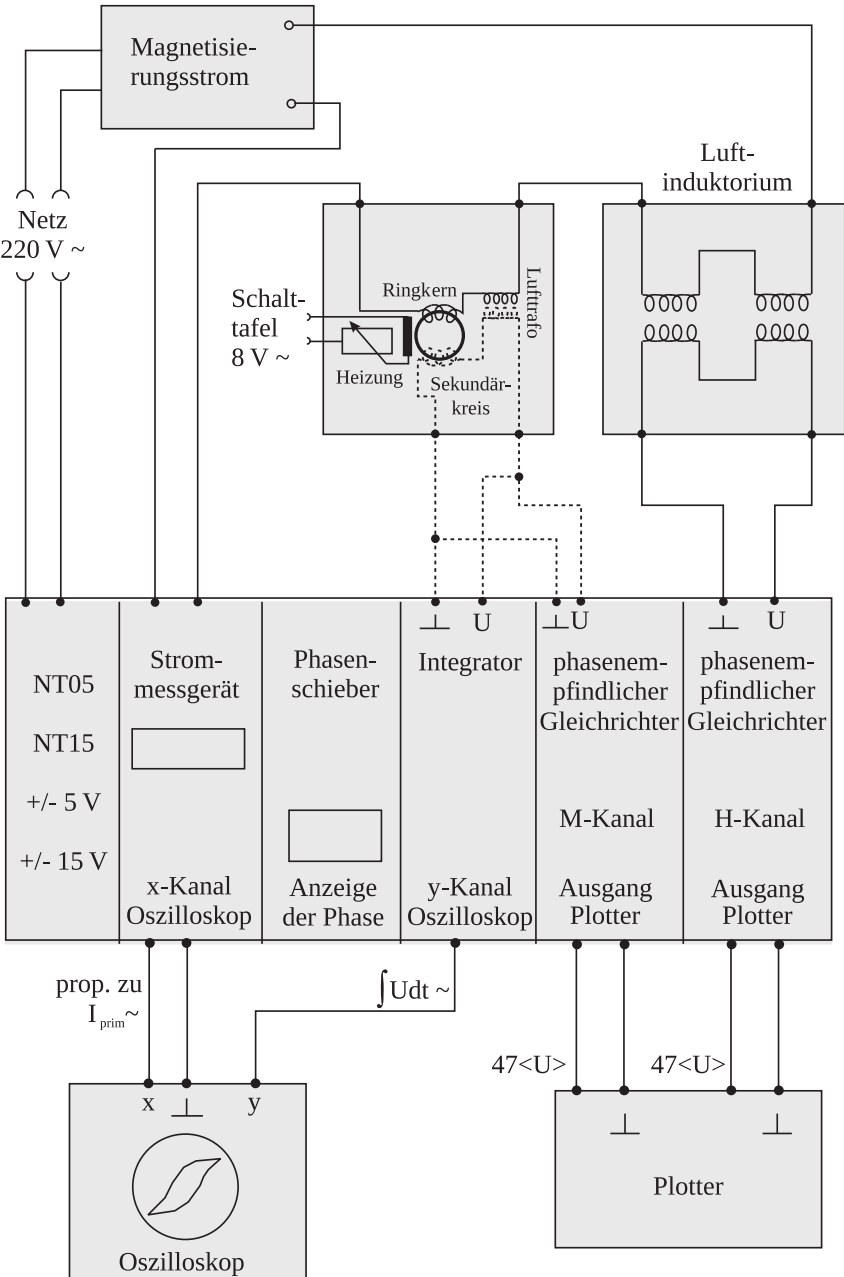 Magnetisie-
rungsstrom
Luft-
induktorium
Netz
220 V ~
Schalt-
tafel
8 V ~
Ringkern
Lufttrafo
Heizung
Sekundär-
kreis
NT05
NT15
+/- 5 V
+/- 15 V
Strom-
messgerät
x-Kanal
Oszilloskop
Phasen-
schieber
Anzeige
der Phase
⊥ U
Integrator
y-Kanal
Oszilloskop
⊥ U
phasenem-
pfindlicher
Gleichrichter
M-Kanal
Ausgang
Plotter
⊥ U
phasenem-
pfindlicher
Gleichrichter
H-Kanal
Ausgang
Plotter
prop. zu
I prim~
∫Udt ~
47<U>
47<U>
x ⊥ y
Oszilloskop
⊥ ⊥
Plotter